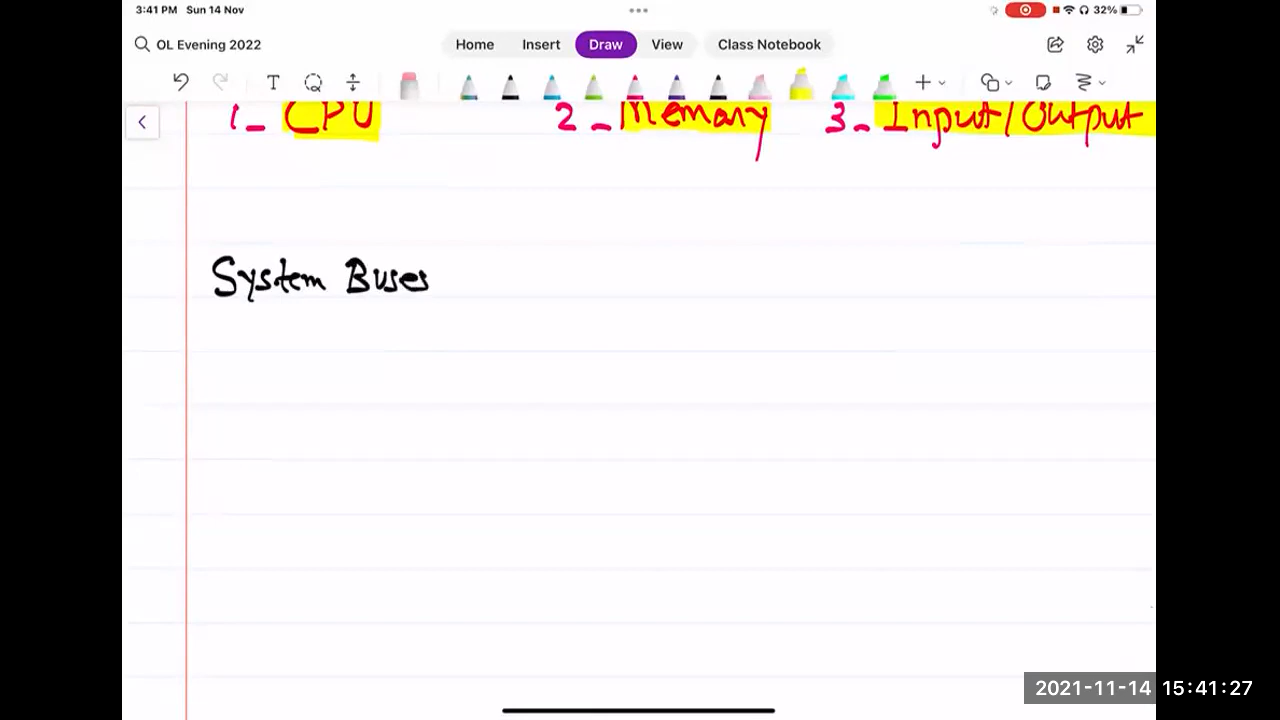 3:41 PM Sun 14 Nov
32%
OL Evening 2022
Home Insert Draw View Class Notebook
T
1_ CPU 2_ Memory 3_ Input/Output
System Buses
2021-11-14 15:41:27